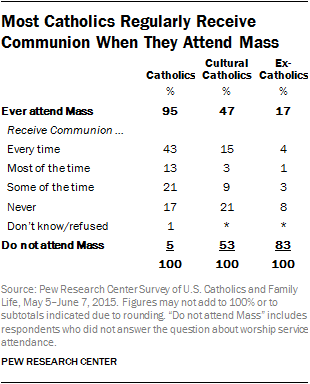 Most Catholics Regularly Receive
Communion When They Attend Mass
Catholics Cultural Catholics Ex-Catholics
% % %
Ever attend Mass 95 47 17
Receive Communion ...
Every time 43 15 4
Most of the time 13 3 1
Some of the time 21 9 3
Never 17 21 8
Don't know/refused 1 * *
Do not attend Mass 5 53 83
100 100 100
Source: Pew Research Center Survey of U.S. Catholics and Family
Life, May 5–June 7, 2015. Figures may not add to 100% or to
subtotals indicated due to rounding. “Do not attend Mass” includes
respondents who did not answer the question about worship service
attendance.
PEW RESEARCH CENTER